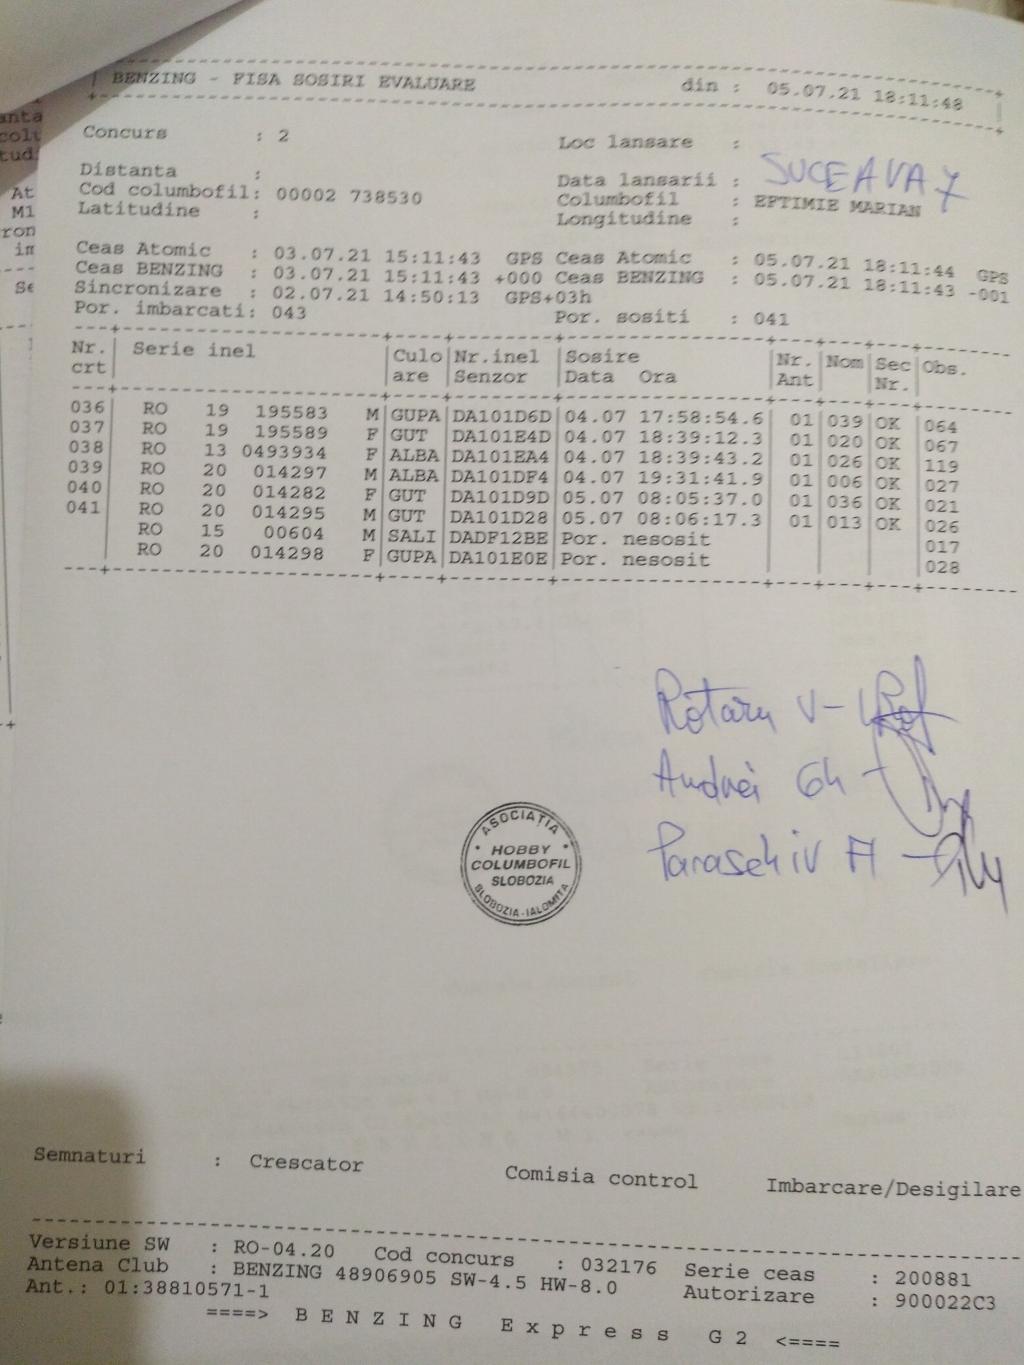 BENZING - FISA SOSIRI EVALUARE din : 05.07.21 18:11:48
Concurs : 2 Loc lansare :
SUCEAVA 7
Distanta : Data lansarii :
Cod columbofil: 00002 738530 Columbofil : EFTIMIE MARIAN
Latitudine : Longitudine :
Ceas Atomic : 03.07.21 15:11:43 GPS Ceas Atomic : 05.07.21 18:11:44 GPS
Ceas BENZING : 03.07.21 15:11:43 +000 Ceas BENZING : 05.07.21 18:11:43 -001
Sincronizare : 02.07.21 14:50:13 GPS+03h
Por. imbarcati: 043 Por. sositi : 041
Nr. Serie inel Culo Nr.inel Sosire Nr. Nom Sec Obs.
crt are Senzor Data Ora Ant Nr.
036 RO 19 195583 M GUPA DA101D6D 04.07 17:58:54.6 01 039 OK 064
037 RO 19 195589 F GUT DA101E4D 04.07 18:39:12.3 01 020 OK 067
038 RO 13 0493934 F ALBA DA101EA4 04.07 18:39:43.2 01 026 OK 119
039 RO 20 014297 M ALBA DA101DF4 04.07 19:31:41.9 01 006 OK 027
040 RO 20 014282 F GUT DA101D9D 05.07 08:05:37.0 01 036 OK 021
041 RO 20 014295 M GUT DA101D28 05.07 08:06:17.3 01 013 OK 026
RO 15 00604 M SALI DADF12BE Por. nesosit 017
RO 20 014298 F GUPA DA101E0E Por. nesosit 028
Rotaru V -
Andrei Gh -
Paraschiv A -
ASOCIAȚIA
HOBBY
COLUMBOFIL
SLOBOZIA
SLOBOZIA-IALOMIȚA
Semnaturi : Crescator Comisia control Imbarcare/Desigilare
Versiune SW : RO-04.20 Cod concurs : 032176 Serie ceas : 200881
Antena Club : BENZING 48906905 SW-4.5 HW-8.0 Autorizare : 900022C3
Ant.: 01:38810571-1
====> B E N Z I N G E x p r e s s G 2 <====